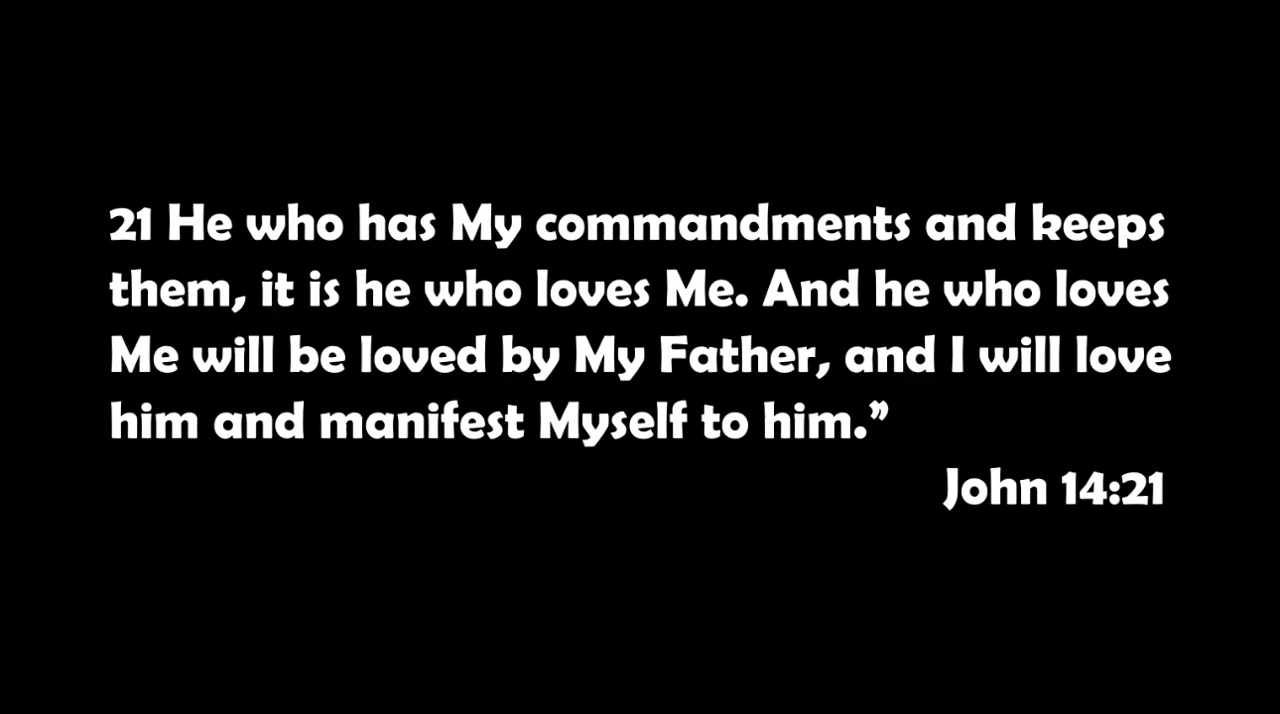 21 He who has My commandments and keeps
them, it is he who loves Me. And he who loves
Me will be loved by My Father, and I will love
him and manifest Myself to him.”
John 14:21